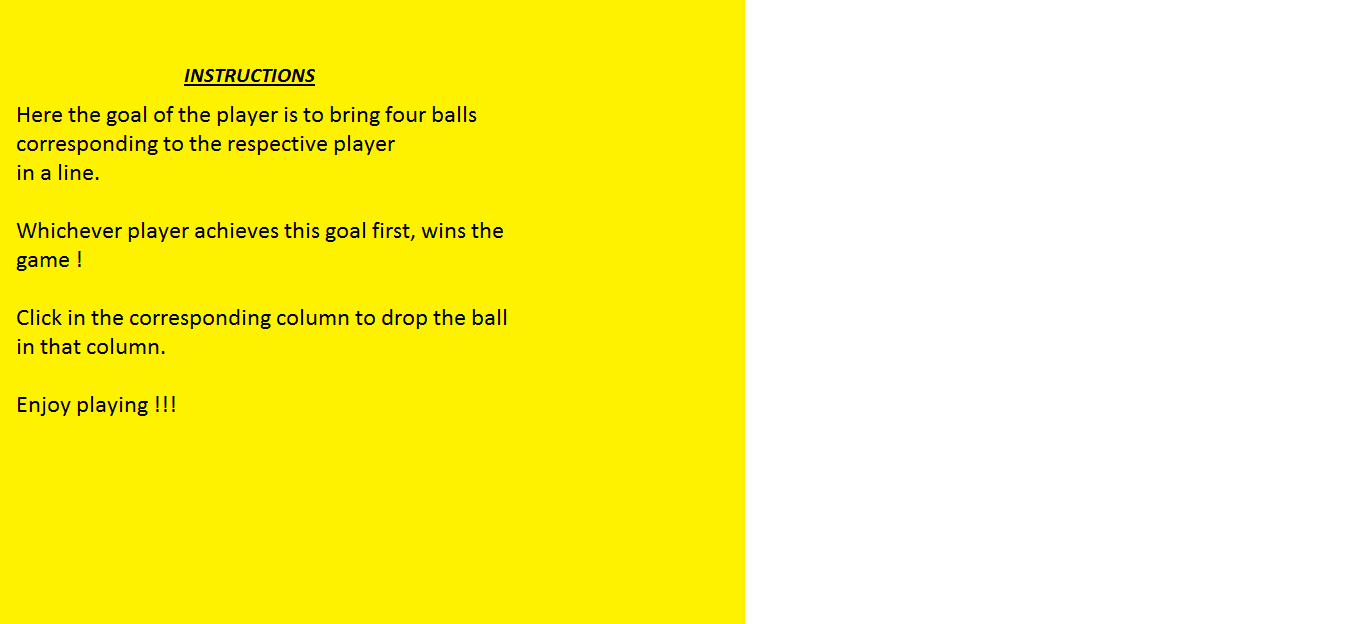 INSTRUCTIONS
Here the goal of the player is to bring four balls
corresponding to the respective player
in a line.
Whichever player achieves this goal first, wins the
game !
Click in the corresponding column to drop the ball
in that column.
Enjoy playing !!!